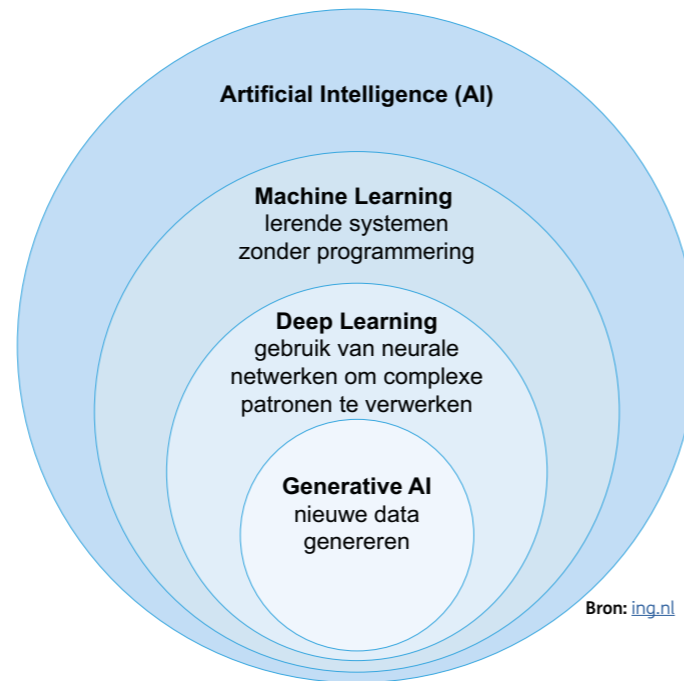 Artificial Intelligence (AI)
Machine Learning
lerende systemen
zonder programmering
Deep Learning
gebruik van neurale
netwerken om complexe
patronen te verwerken
Generative AI
nieuwe data
genereren
Bron: ing.nl